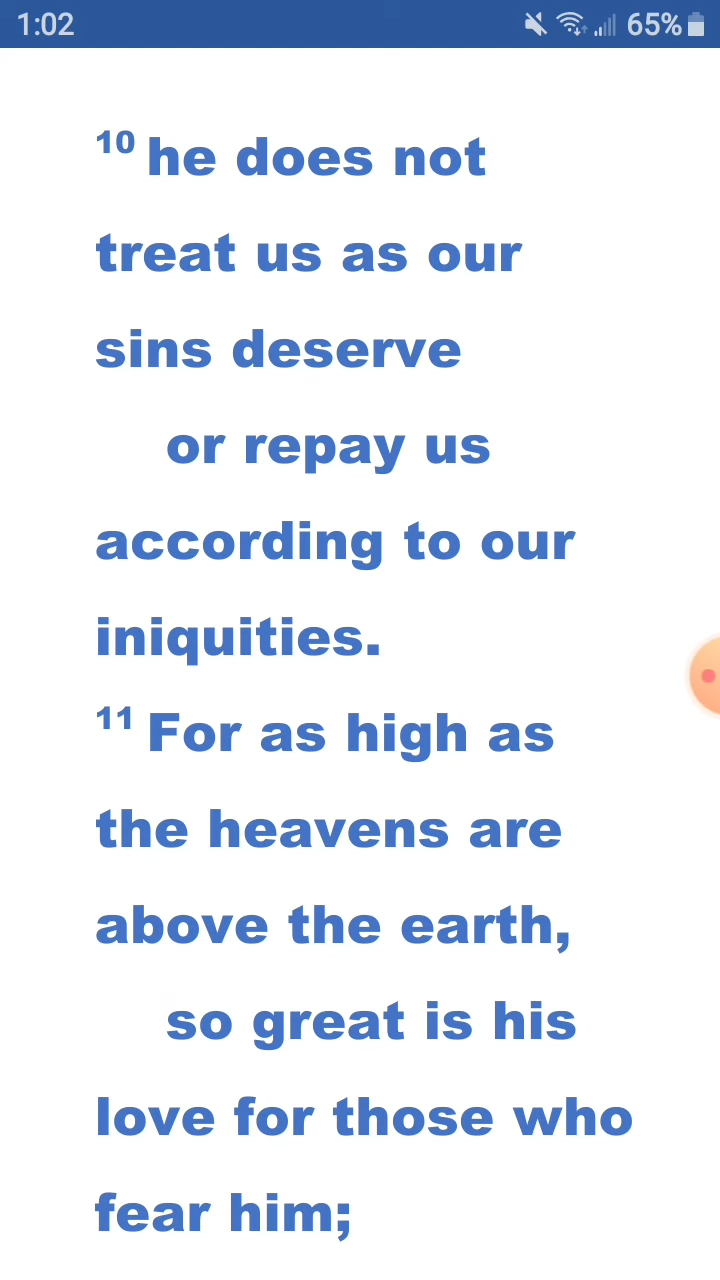 1:02 65%
10 he does not
treat us as our
sins deserve
or repay us
according to our
iniquities.
11 For as high as
the heavens are
above the earth,
so great is his
love for those who
fear him;